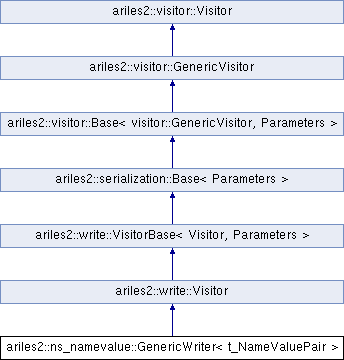 ariles2::visitor::Visitor
ariles2::visitor::GenericVisitor
ariles2::visitor::Base< visitor::GenericVisitor, Parameters >
ariles2::serialization::Base< Parameters >
ariles2::write::VisitorBase< Visitor, Parameters >
ariles2::write::Visitor
ariles2::ns_namevalue::GenericWriter< t_NameValuePair >